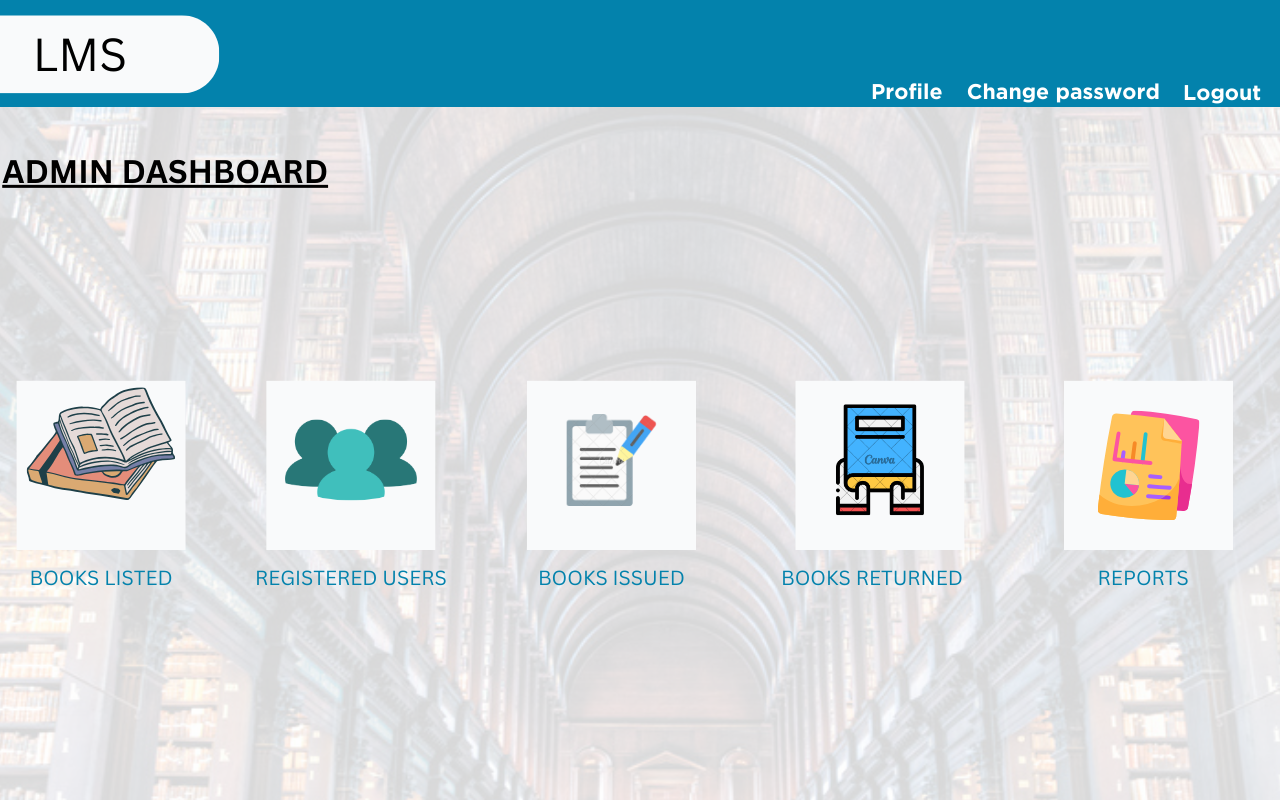 LMS
Profile Change password Logout
ADMIN DASHBOARD
Canva
BOOKS LISTED REGISTERED USERS BOOKS ISSUED BOOKS RETURNED REPORTS